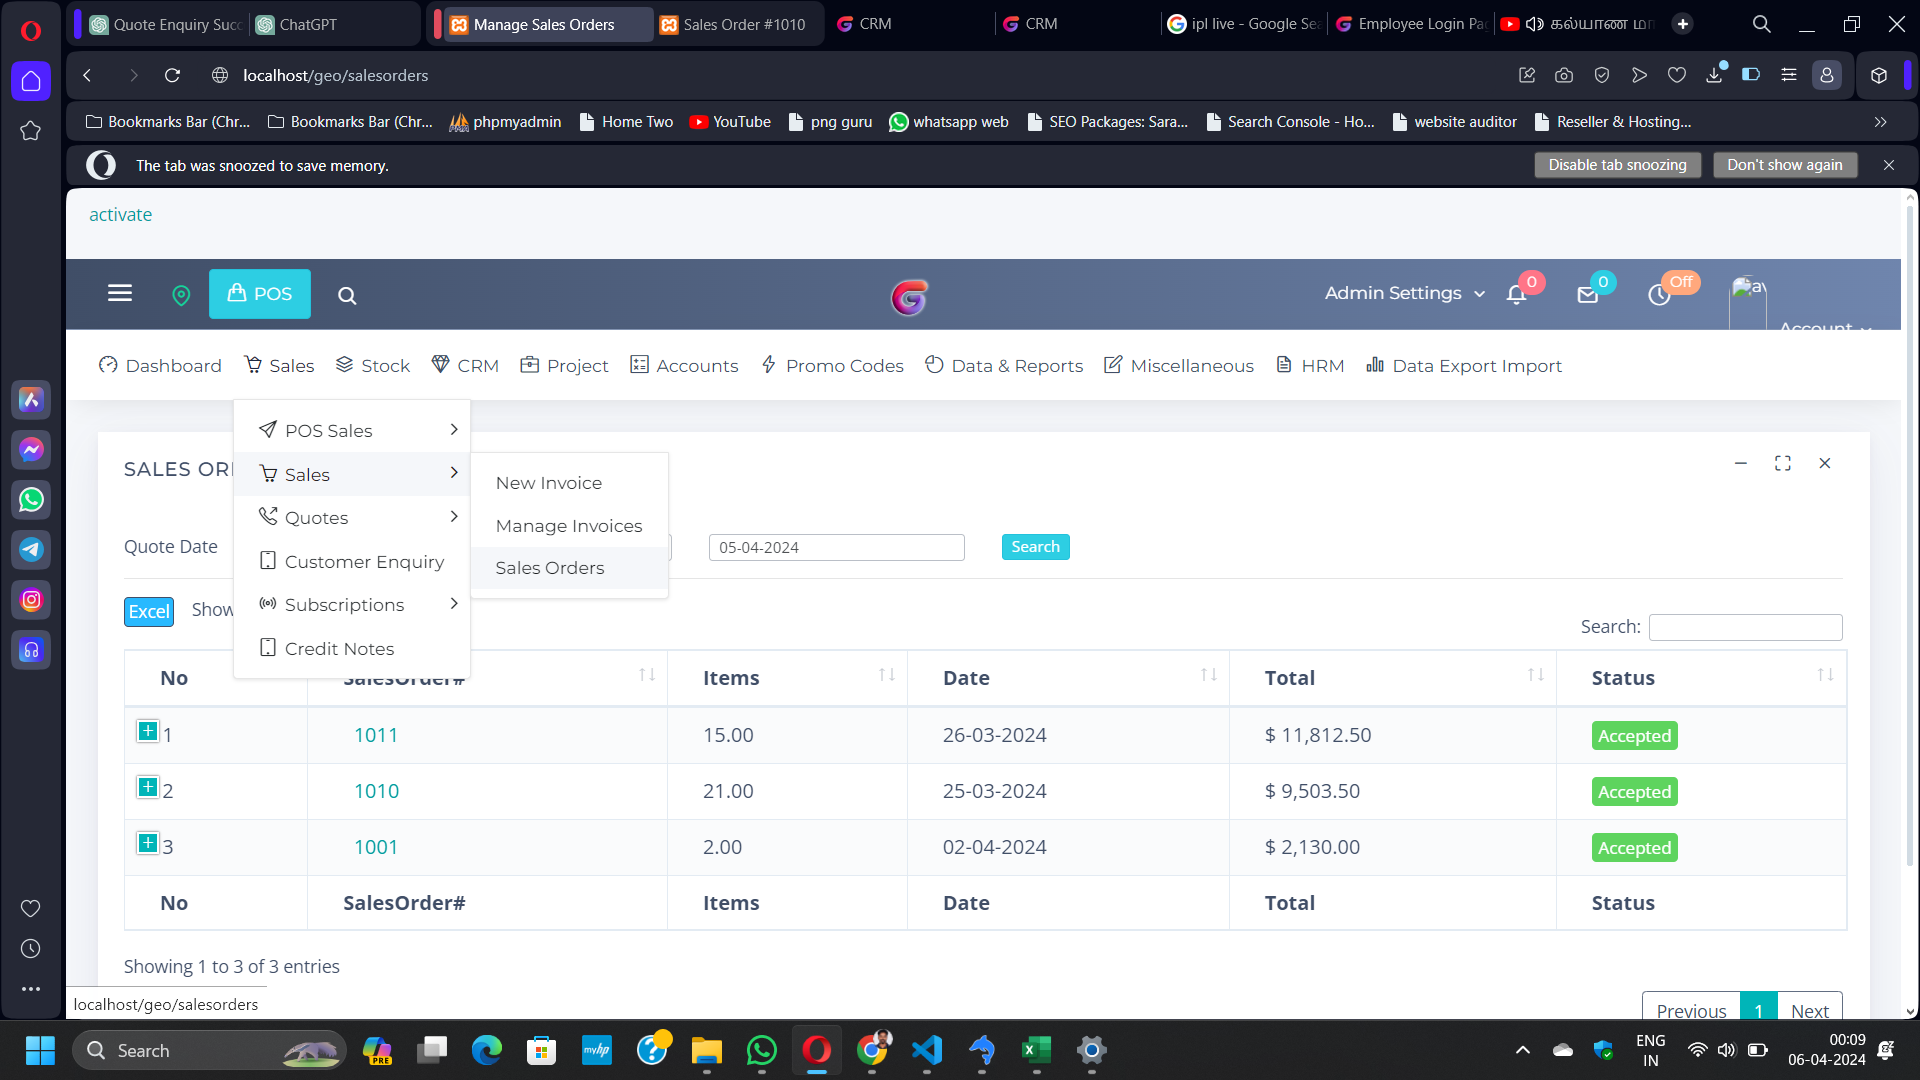 Quote Enquiry Succ
ChatGPT
Manage Sales Orders
Sales Order #1010
CRM
CRM
ipl live - Google Sea
Employee Login Pa
கல்யாண மா
localhost/geo/salesorders
Bookmarks Bar (Chr...
Bookmarks Bar (Chr...
phpmyadmin
Home Two
YouTube
png guru
whatsapp web
SEO Packages: Sara...
Search Console - Ho...
website auditor
Reseller & Hosting...
The tab was snoozed to save memory.
Disable tab snoozing
Don't show again
activate
POS
Admin Settings
0
0
Off
Account
Dashboard
Sales
Stock
CRM
Project
Accounts
Promo Codes
Data & Reports
Miscellaneous
HRM
Data Export Import
POS Sales
Sales
Quotes
Customer Enquiry
Subscriptions
Credit Notes
New Invoice
Manage Invoices
Sales Orders
SALES OR
Quote Date
05-04-2024
Search
Excel
Show
Search:
No SalesOrder# Items Date Total Status
1 1011 15.00 26-03-2024 $ 11,812.50 Accepted
2 1010 21.00 25-03-2024 $ 9,503.50 Accepted
3 1001 2.00 02-04-2024 $ 2,130.00 Accepted
No SalesOrder# Items Date Total Status
Showing 1 to 3 of 3 entries
localhost/geo/salesorders
Previous 1 Next
Search
PRE
myhp
ENG
IN
00:09
06-04-2024